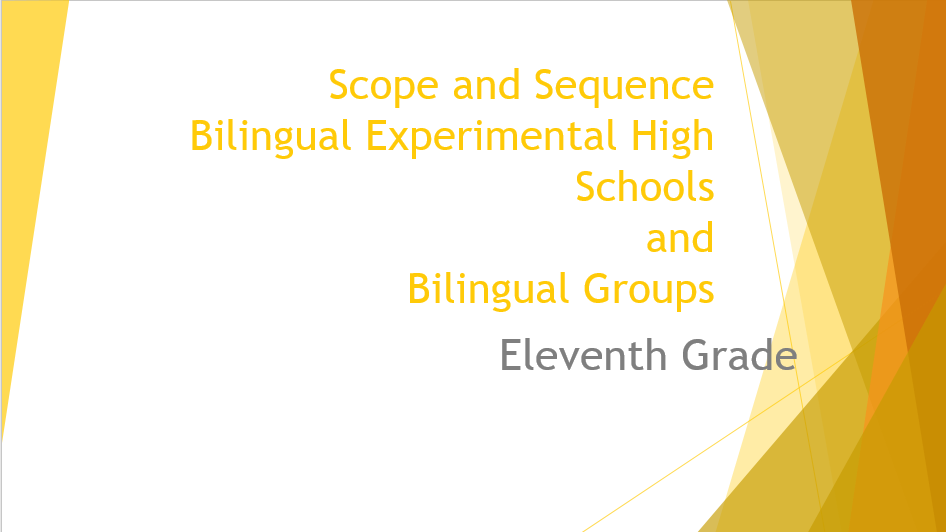 Scope and Sequence
Bilingual Experimental High
Schools
and
Bilingual Groups
Eleventh Grade